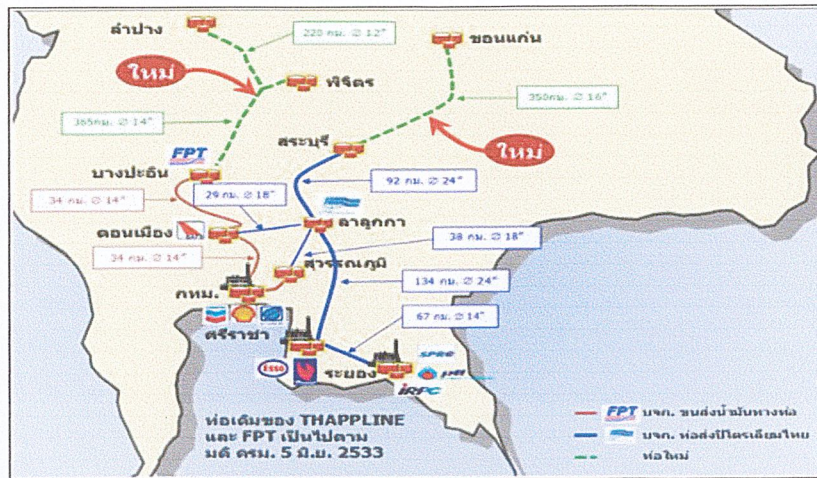 ลำปาง
220 กม. ∅ 12"
ขอนแก่น
ใหม่
พิจิตร
365กม. ∅ 14"
350กม. ∅ 16"
สระบุรี
ใหม่
FPT
บางปะอิน
92 กม. ∅ 24"
34 กม. ∅ 14"
29 กม. ∅ 18"
ลำลูกกา
ดอนเมือง
38 กม. ∅ 18"
34 กม. ∅ 14"
สุวรรณภูมิ
134 กม. ∅ 24"
กทม.
67 กม. ∅ 14"
ศรีราชา
SPRC
Esso
ระยอง
ptt
IRPC
ท่อเดิมของ THAPPLINE
และ FPT เป็นไปตาม
มติ ครม. 5 มิ.ย. 2533
FPT บจก. ขนส่งน้ำมันทางท่อ
บจก. ท่อส่งปิโตรเลียมไทย
ท่อใหม่